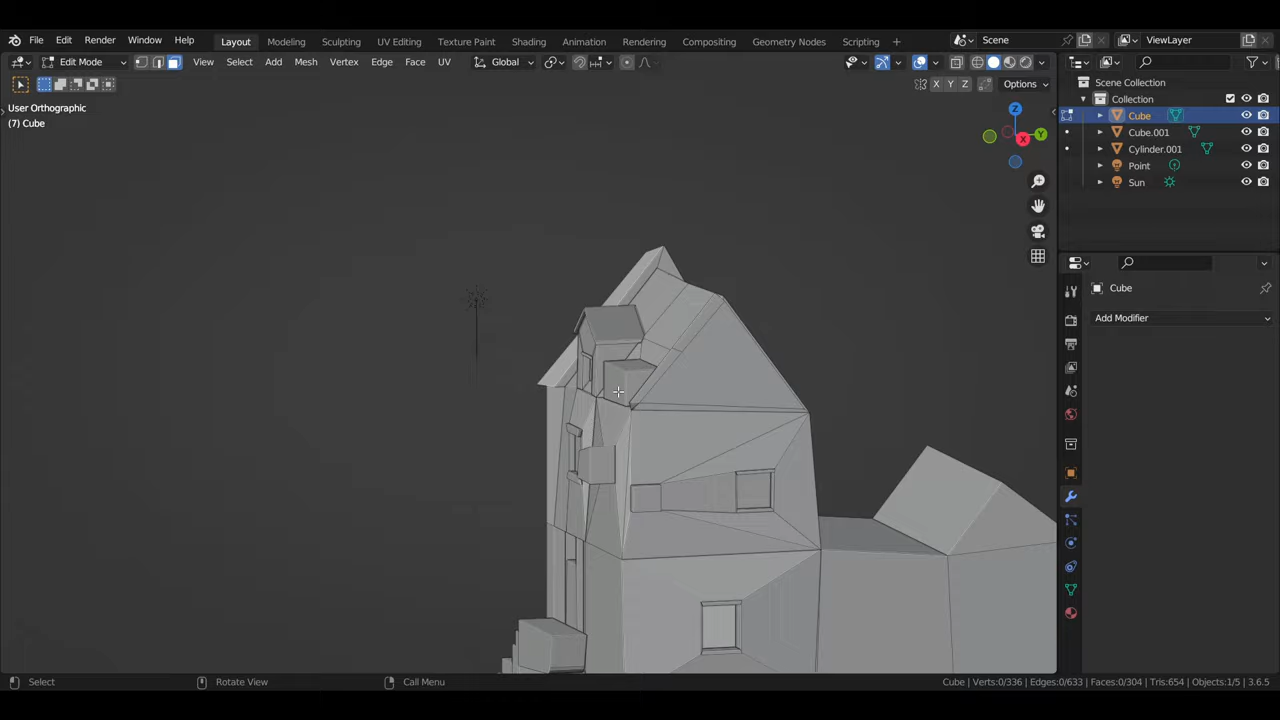 File Edit Render Window Help Layout Modeling Sculpting UV Editing Texture Paint Shading Animation Rendering Compositing Geometry Nodes Scripting + Scene ViewLayer
Edit Mode View Select Add Mesh Vertex Edge Face UV Global
X Y Z Options
Scene Collection
Collection
Cube
Cube.001
Cylinder.001
Point
Sun
User Orthographic
(7) Cube
Z
Y
X
Cube
Add Modifier
Select Rotate View Call Menu Cube | Verts:0/336 | Edges:0/633 | Faces:0/304 | Tris:654 | Objects:1/5 | 3.6.5